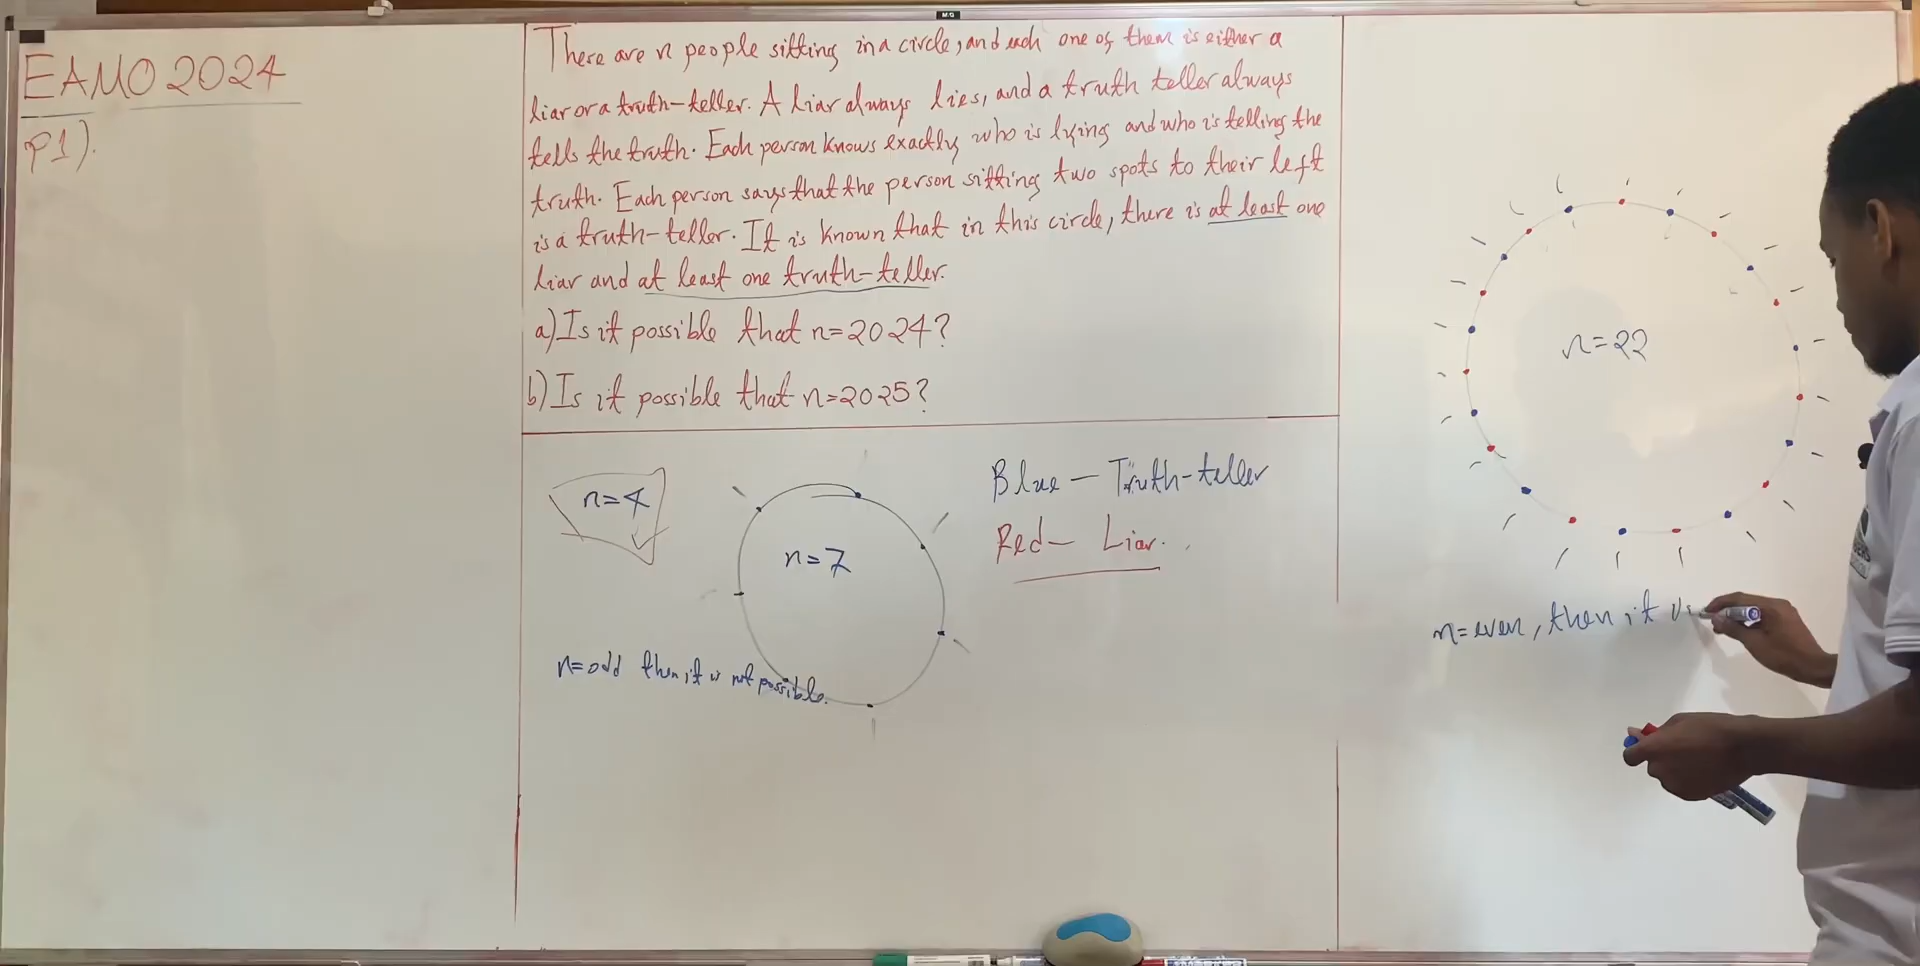 EAMO 2024
P1).
There are n people sitting in a circle, and each one of them is either a
liar or a truth-teller. A liar always lies, and a truth teller always
tells the truth. Each person knows exactly who is lying and who is telling the
truth. Each person says that the person sitting two spots to their left
is a truth-teller. It is known that in this circle, there is at least one
liar and at least one truth-teller.
a) Is it possible that n=2024?
b) Is it possible that n=2025?
n=4
n=7
n=odd then it is not possible.
Blue – Truth-teller
Red – Liar.
n=22
n=even, then it